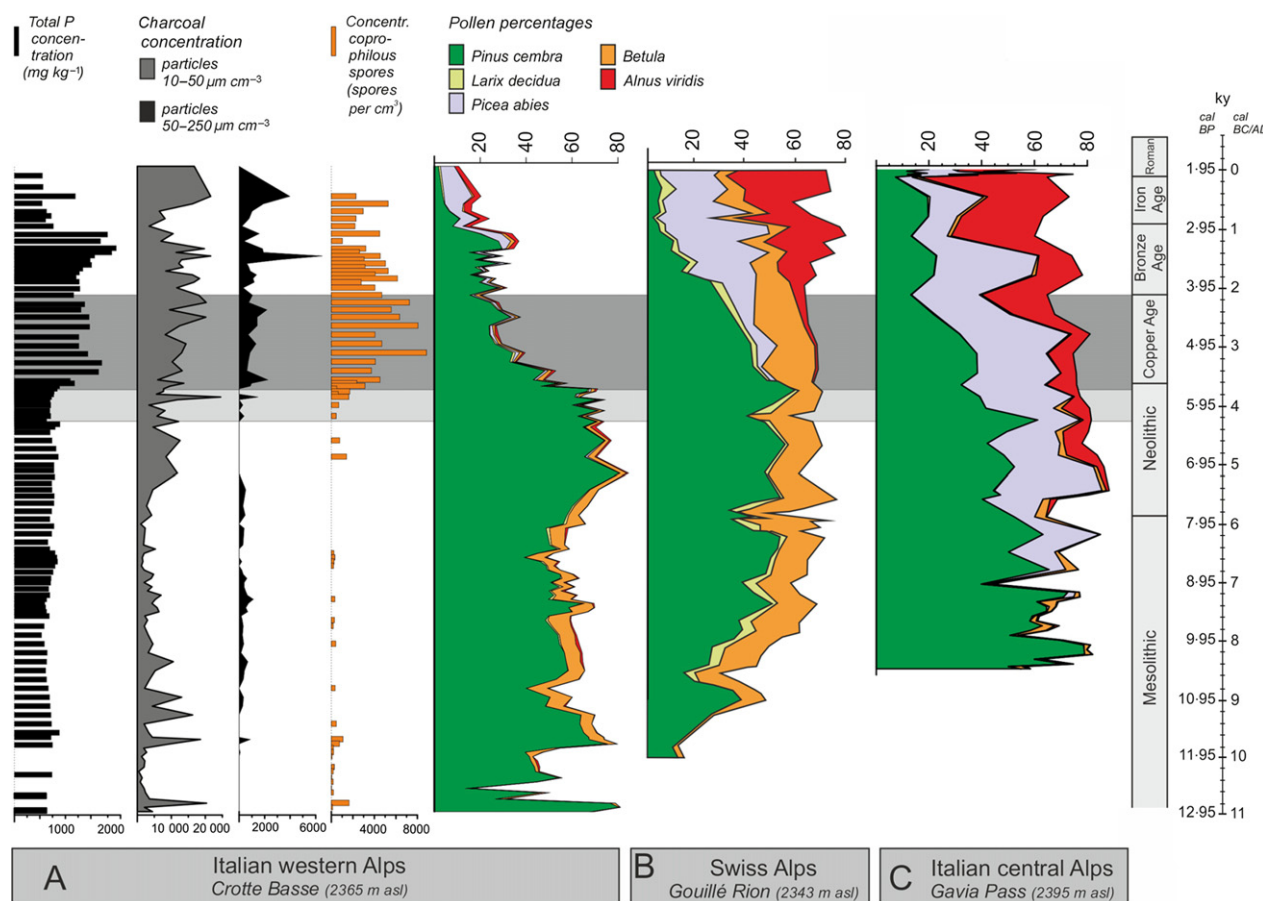 Total P
concen-
tration
(mg kg⁻¹)
Charcoal
concentration
particles
10–50 µm cm⁻³
particles
50–250 µm cm⁻³
Concentr.
copro-
philous
spores
(spores
per cm³)
Pollen percentages
Pinus cembra
Larix decidua
Picea abies
Betula
Alnus viridis
20 40 60 80
20 40 60 80
20 40 60 80
ky
cal BP
cal BC/AD
Roman
Iron Age
Bronze Age
Copper Age
Neolithic
Mesolithic
1·95 0
2·95 1
3·95 2
4·95 3
5·95 4
6·95 5
7·95 6
8·95 7
9·95 8
10·95 9
11·95 10
12·95 11
1000 2000
10 000 20 000
2000 6000
4000 8000
A Italian western Alps
Crotte Basse (2365 m asl)
B Swiss Alps
Gouillé Rion (2343 m asl)
C Italian central Alps
Gavia Pass (2395 m asl)